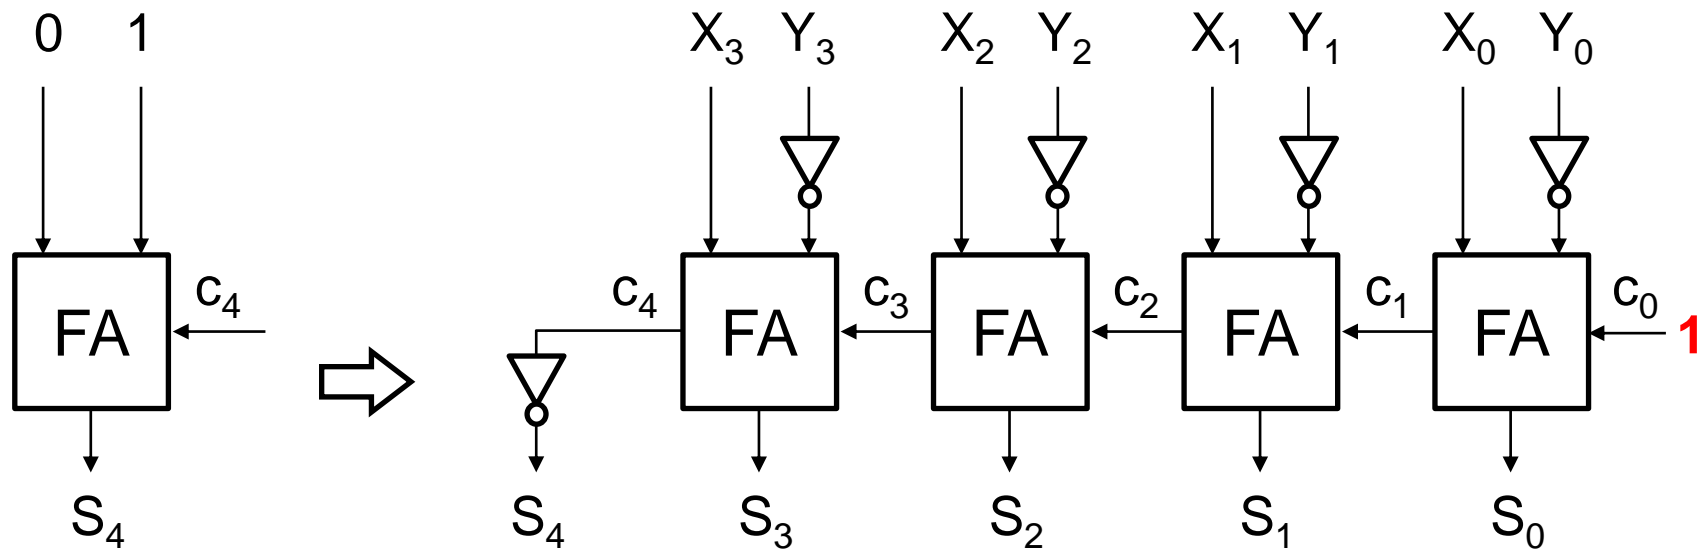 0 1 X₃ Y₃ X₂ Y₂ X₁ Y₁ X₀ Y₀
FA c₄ c₄ FA c₃ FA c₂ FA c₁ FA c₀ 1
S₄ S₄ S₃ S₂ S₁ S₀